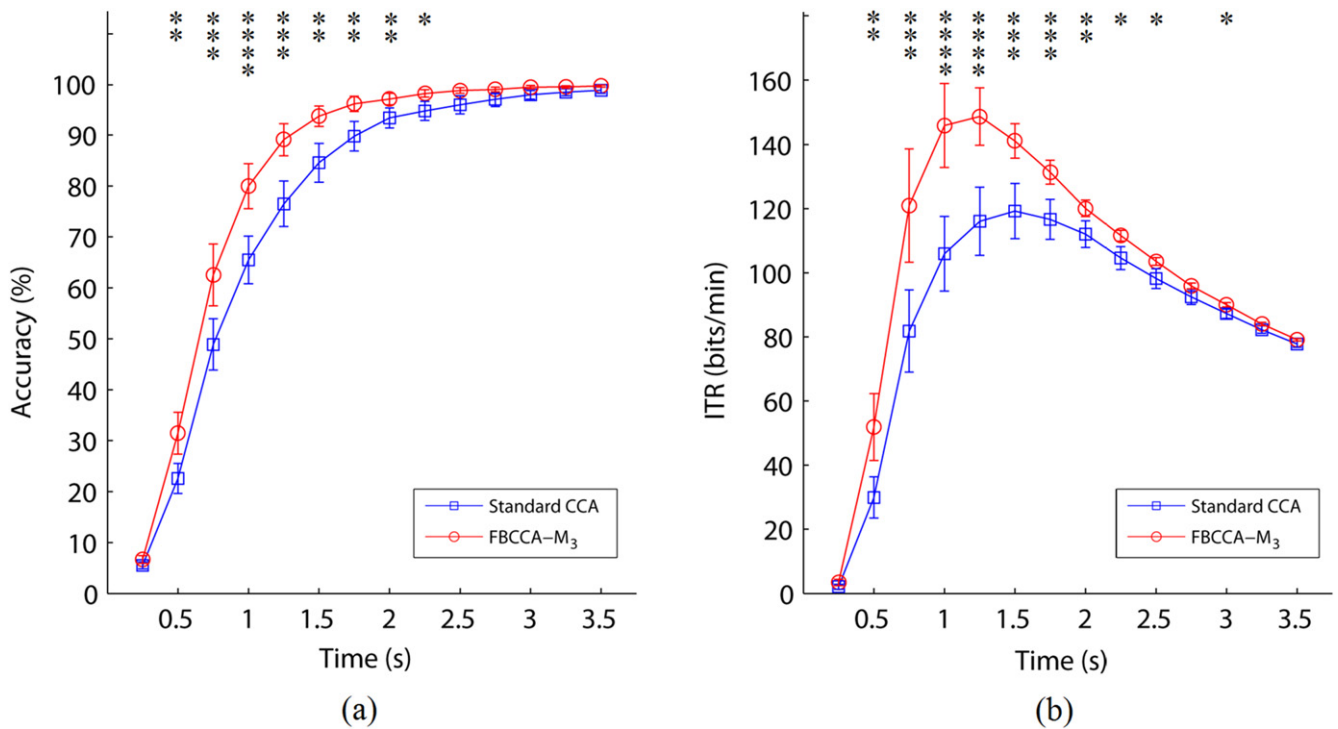 ** *** **** *** ** ** ** *
Accuracy (%)
100
90
80
70
60
50
40
30
20
10
0
0.5 1 1.5 2 2.5 3 3.5
Time (s)
Standard CCA
FBCCA−M3
(a)
** *** **** **** *** *** ** * * *
ITR (bits/min)
160
140
120
100
80
60
40
20
0
0.5 1 1.5 2 2.5 3 3.5
Time (s)
Standard CCA
FBCCA−M3
(b)